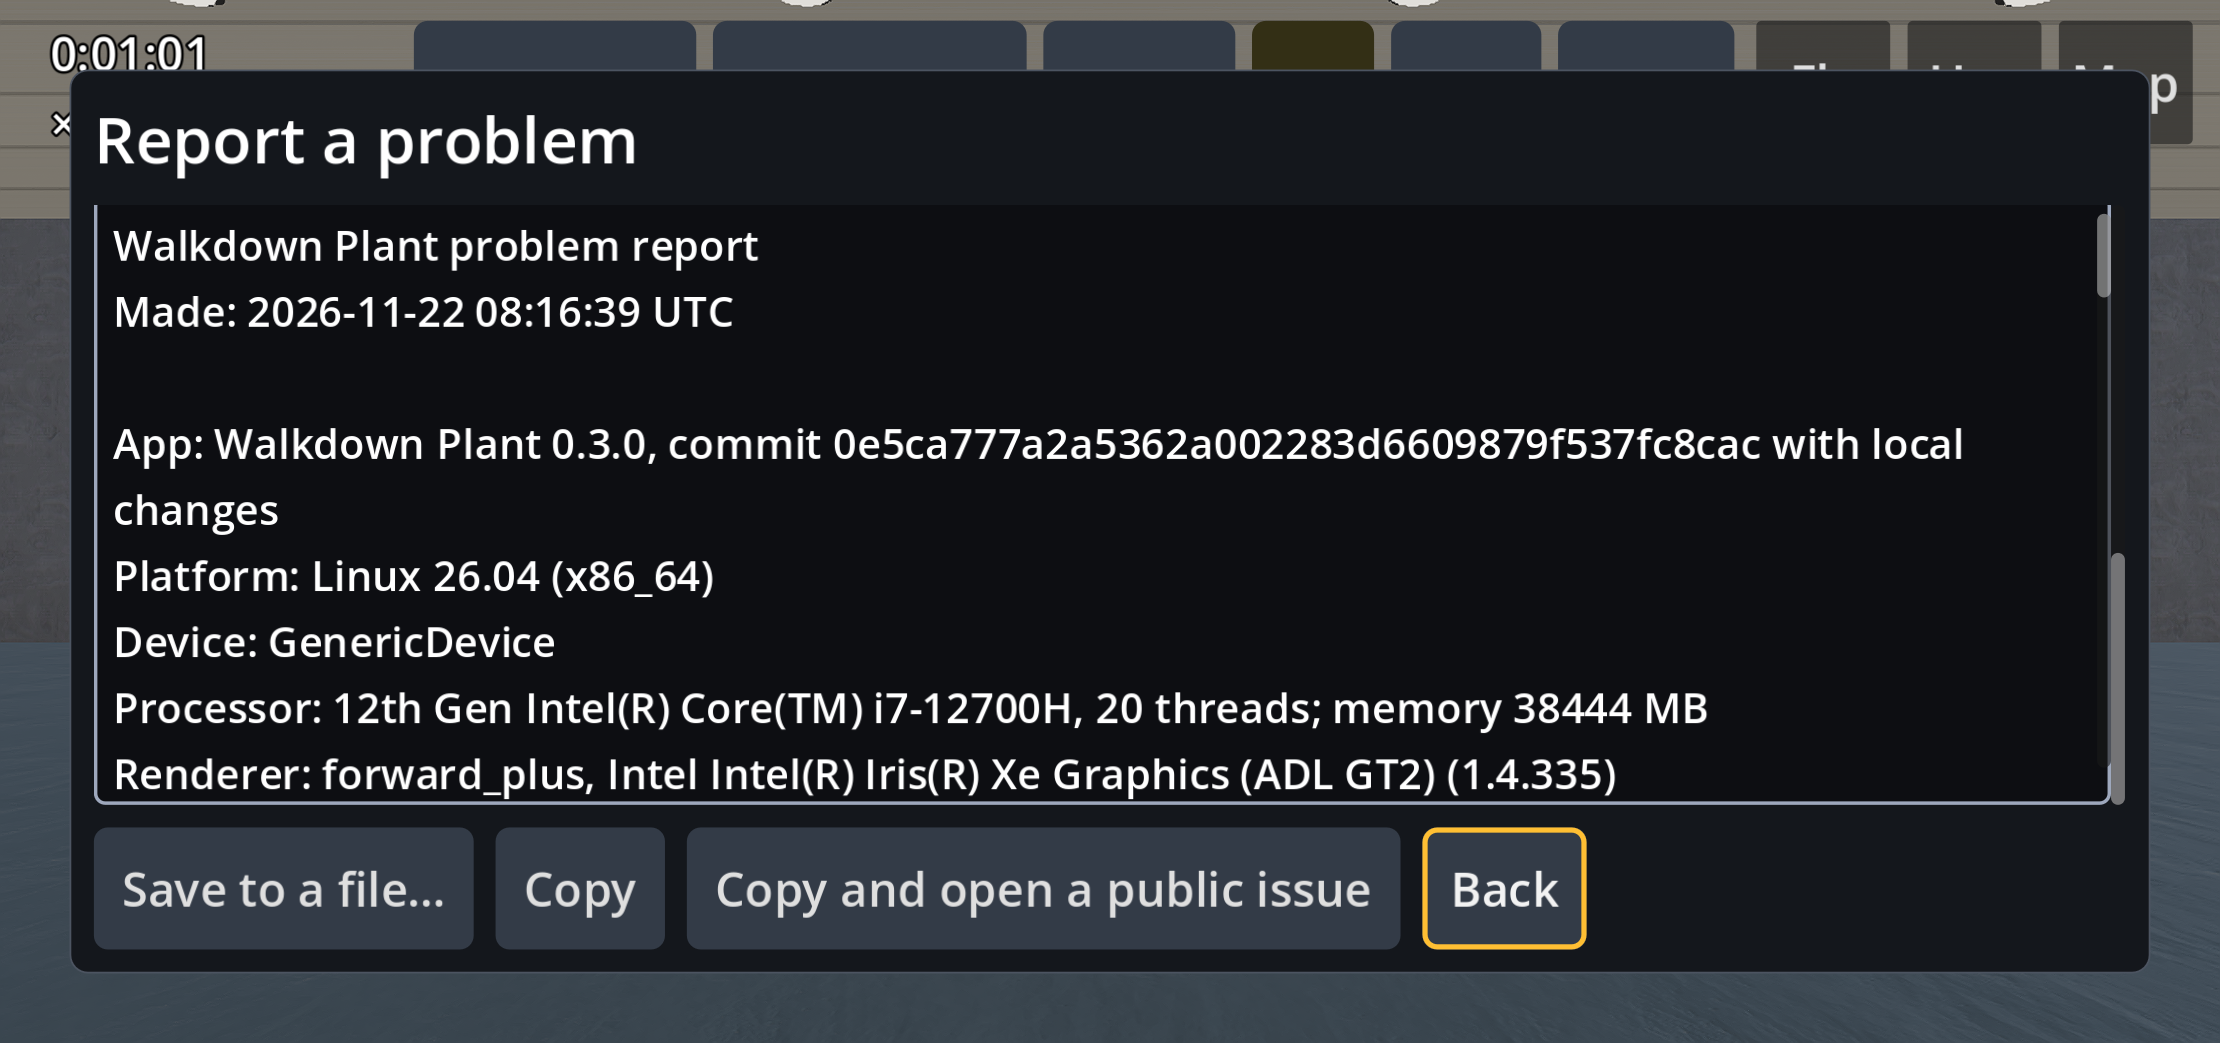 0:01:01
×
Report a problem
Walkdown Plant problem report
Made: 2026-11-22 08:16:39 UTC
App: Walkdown Plant 0.3.0, commit 0e5ca777a2a5362a002283d6609879f537fc8cac with local
changes
Platform: Linux 26.04 (x86_64)
Device: GenericDevice
Processor: 12th Gen Intel(R) Core(TM) i7-12700H, 20 threads; memory 38444 MB
Renderer: forward_plus, Intel Intel(R) Iris(R) Xe Graphics (ADL GT2) (1.4.335)
Save to a file... Copy Copy and open a public issue Back